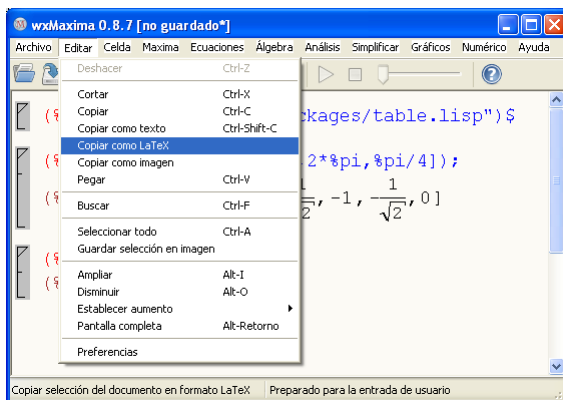 wxMaxima 0.8.7 [no guardado*]
Archivo Editar Celda Maxima Ecuaciones Álgebra Análisis Simplificar Gráficos Numérico Ayuda
Deshacer Ctrl-Z
Cortar Ctrl-X
Copiar Ctrl-C
Copiar como texto Ctrl-Shift-C
Copiar como LaTeX
Copiar como imagen
Pegar Ctrl-V
Buscar Ctrl-F
Seleccionar todo Ctrl-A
Guardar selección en imagen
Ampliar Alt-I
Disminuir Alt-O
Establecer aumento
Pantalla completa Alt-Retorno
Preferencias
(% ckages/table.lisp")$
(% 2*%pi,%pi/4]);
(% , -1, -1/√2, 0]
(%
(%
Copiar selección del documento en formato LaTeX Preparado para la entrada de usuario